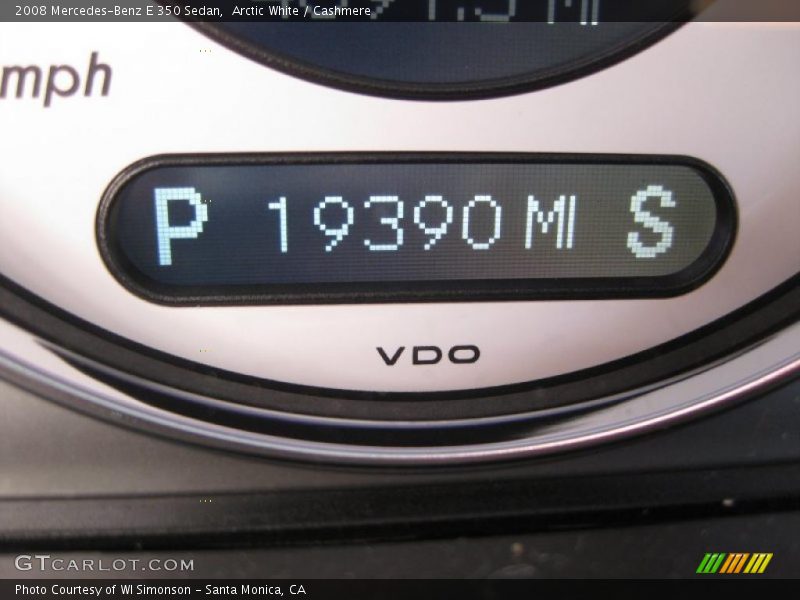 2008 Mercedes-Benz E 350 Sedan, Arctic White / Cashmere
mph
P 19390 MI S
VDO
GTCARLOT.COM
Photo Courtesy of WI Simonson - Santa Monica, CA